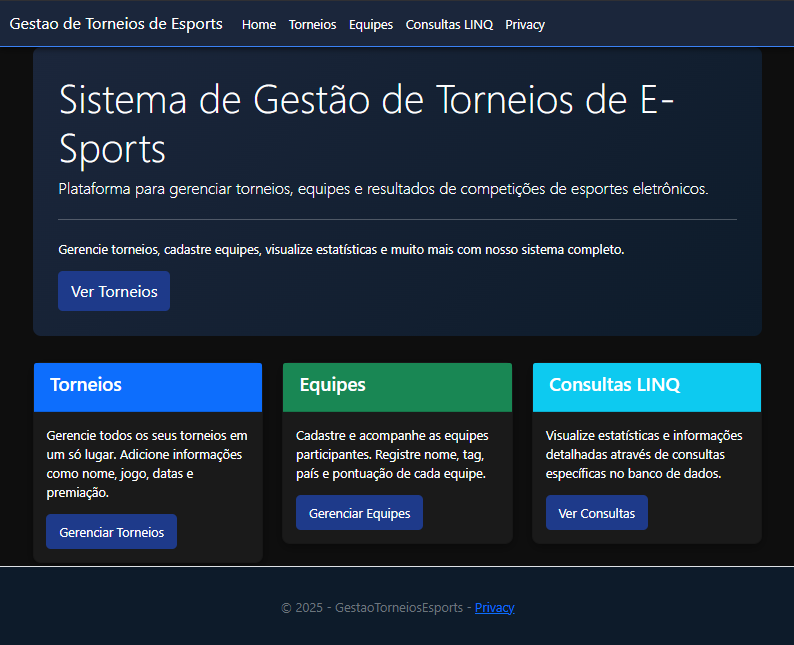 Gestao de Torneios de Esports Home Torneios Equipes Consultas LINQ Privacy
Sistema de Gestão de Torneios de E-
Sports
Plataforma para gerenciar torneios, equipes e resultados de competições de esportes eletrônicos.
Gerencie torneios, cadastre equipes, visualize estatísticas e muito mais com nosso sistema completo.
Ver Torneios
Torneios
Gerencie todos os seus torneios em
um só lugar. Adicione informações
como nome, jogo, datas e
premiação.
Gerenciar Torneios
Equipes
Cadastre e acompanhe as equipes
participantes. Registre nome, tag,
país e pontuação de cada equipe.
Gerenciar Equipes
Consultas LINQ
Visualize estatísticas e informações
detalhadas através de consultas
específicas no banco de dados.
Ver Consultas
© 2025 - GestaoTorneiosEsports - Privacy